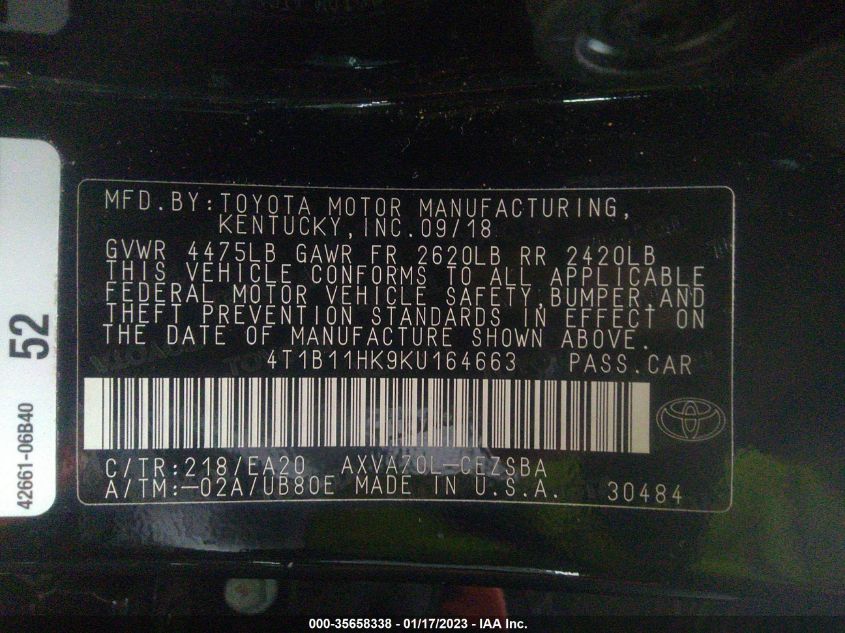 MFD.BY:TOYOTA MOTOR MANUFACTURING,
KENTUCKY,INC.09/18
GVWR 4475LB GAWR FR 2620LB RR 2420LB
THIS VEHICLE CONFORMS TO ALL APPLICABLE
FEDERAL MOTOR VEHICLE SAFETY,BUMPER,AND
THEFT PREVENTION STANDARDS IN EFFECT ON
THE DATE OF MANUFACTURE SHOWN ABOVE.
4T1B11HK9KU164663 PASS.CAR
C/TR:218/EA20 AXVA70L-CEZSBA
A/TM:-02A/UB80E MADE IN U.S.A. 30484
52
42661-06B40
000-35658338 - 01/17/2023 - IAA Inc.